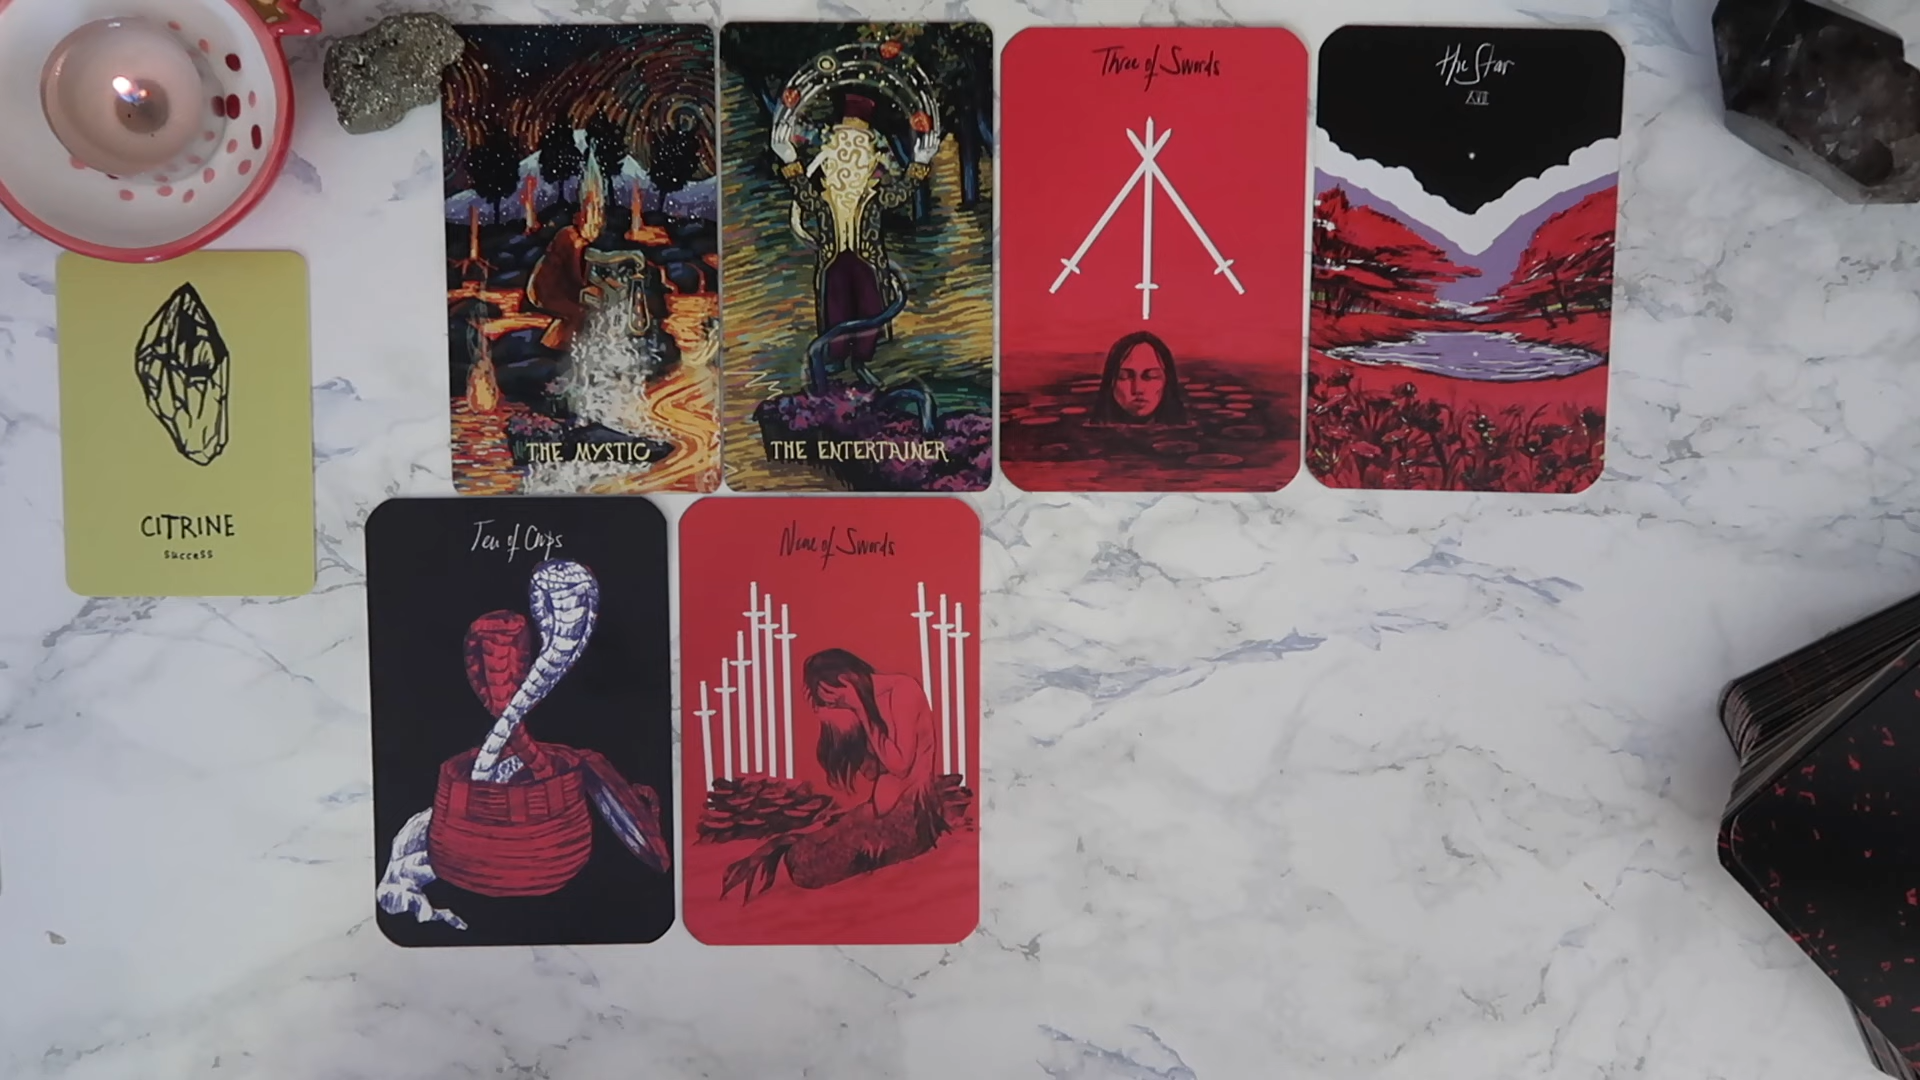 Three of Swords
The Star
XVII
THE MYSTIC
THE ENTERTAINER
CITRINE
success
Ten of Cups
Nine of Swords